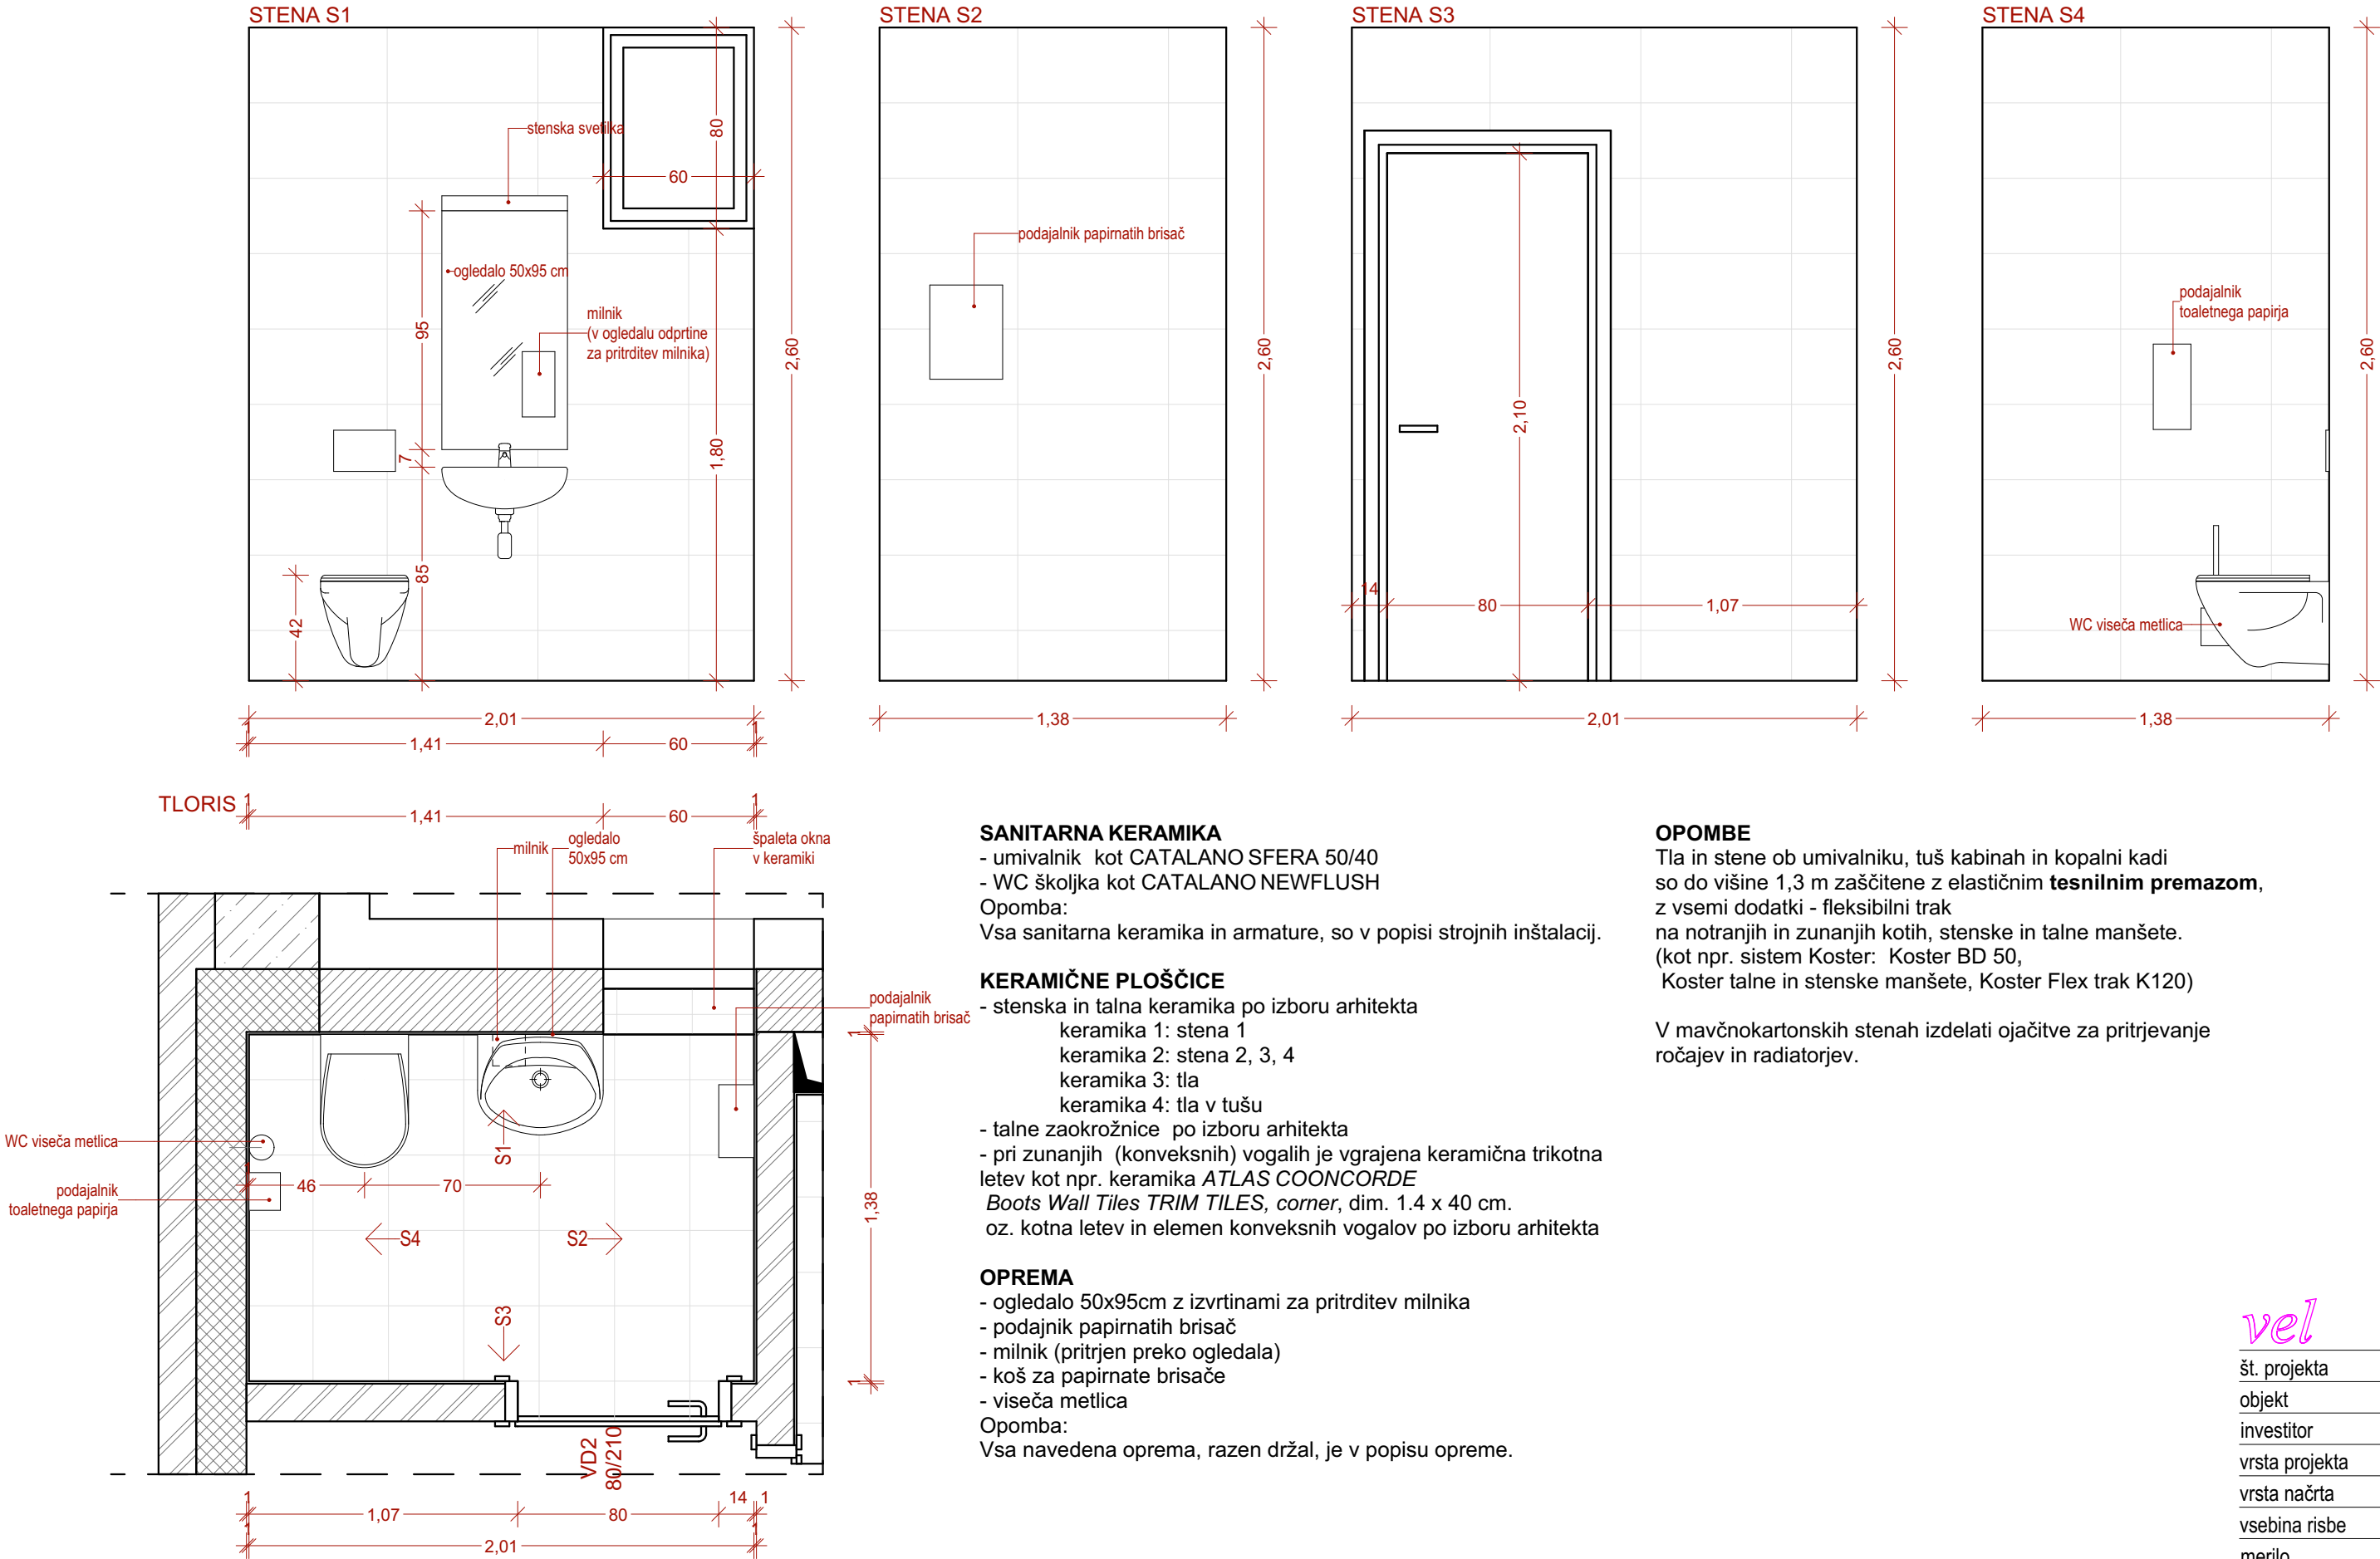 STENA S1
STENA S2
STENA S3
STENA S4
stenska svetilka
80
60
ogledalo 50x95 cm
milnik
(v ogledalu odprtine
za pritrditev milnika)
95
7
85
42
1,80
2,60
2,01
1
1,41
60
1
podajalnik papirnatih brisač
2,60
1,38
2,10
14
80
1,07
2,60
2,01
podajalnik
toaletnega papirja
WC viseča metlica
2,60
1,38
TLORIS
1
1,41
60
1
milnik
ogledalo
50x95 cm
špaleta okna
v keramiki
podajalnik
papirnatih brisač
WC viseča metlica
podajalnik
toaletnega papirja
46
70
S1
S4
S2
S3
1
1,38
1
VD2
80/210
1
1,07
80
14
1
1
2,01
1
SANITARNA KERAMIKA
- umivalnik kot CATALANO SFERA 50/40
- WC školjka kot CATALANO NEWFLUSH
Opomba:
Vsa sanitarna keramika in armature, so v popisi strojnih inštalacij.
KERAMIČNE PLOŠČICE
- stenska in talna keramika po izboru arhitekta
keramika 1: stena 1
keramika 2: stena 2, 3, 4
keramika 3: tla
keramika 4: tla v tušu
- talne zaokrožnice po izboru arhitekta
- pri zunanjih (konveksnih) vogalih je vgrajena keramična trikotna
letev kot npr. keramika ATLAS COONCORDE
Boots Wall Tiles TRIM TILES, corner, dim. 1.4 x 40 cm.
oz. kotna letev in elemen konveksnih vogalov po izboru arhitekta
OPREMA
- ogledalo 50x95cm z izvrtinami za pritrditev milnika
- podajnik papirnatih brisač
- milnik (pritrjen preko ogledala)
- koš za papirnate brisače
- viseča metlica
Opomba:
Vsa navedena oprema, razen držal, je v popisu opreme.
OPOMBE
Tla in stene ob umivalniku, tuš kabinah in kopalni kadi
so do višine 1,3 m zaščitene z elastičnim tesnilnim premazom,
z vsemi dodatki - fleksibilni trak
na notranjih in zunanjih kotih, stenske in talne manšete.
(kot npr. sistem Koster: Koster BD 50,
Koster talne in stenske manšete, Koster Flex trak K120)
V mavčnokartonskih stenah izdelati ojačitve za pritrjevanje
ročajev in radiatorjev.
vel
št. projekta
objekt
investitor
vrsta projekta
vrsta načrta
vsebina risbe
merilo